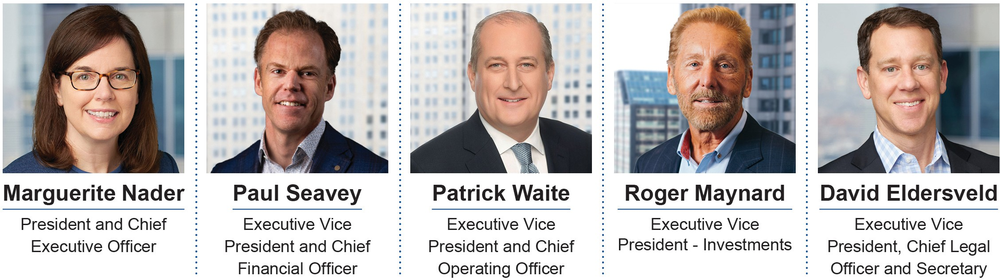 Marguerite Nader
President and Chief
Executive Officer
Paul Seavey
Executive Vice
President and Chief
Financial Officer
Patrick Waite
Executive Vice
President and Chief
Operating Officer
Roger Maynard
Executive Vice
President - Investments
David Eldersveld
Executive Vice
President, Chief Legal
Officer and Secretary